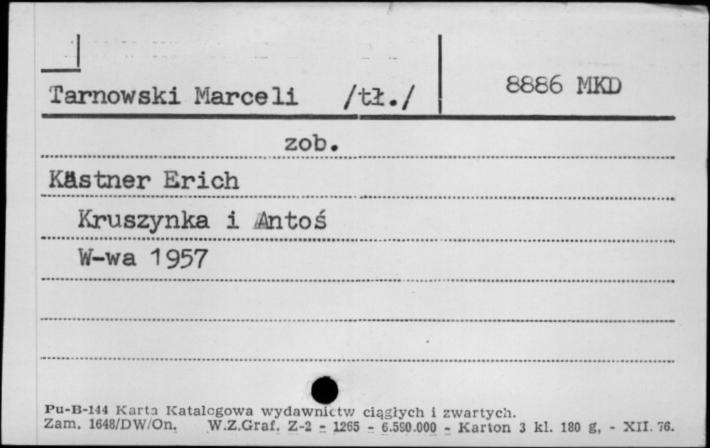 Tarnowski Marceli /tł./ 8886 MKD
zob.
Kästner Erich
Kruszynka i Antoś
W-wa 1957
Pu-B-144 Karta Katalogowa wydawnictw ciągłych i zwartych.
Zam. 1648/DW/On. W.Z.Graf. Z-2 - 1265 - 6.590.000 - Karton 3 kl. 180 g, - XII. 76.